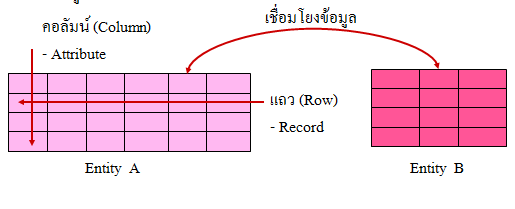 คอลัมน์ (Column)
- Attribute
เชื่อมโยงข้อมูล
แถว (Row)
- Record
Entity A
Entity B